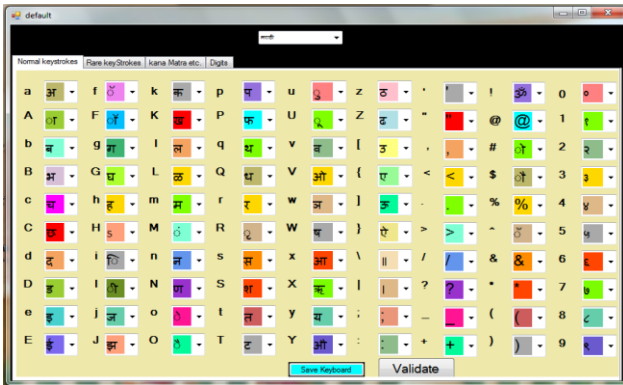 default
मराठी
Normal keystrokes Rare keyStrokes kana Matra etc. Digits
a अ f ॅ k क p प u ु z ठ ' ' ! ॐ 0 ०
A ा F ॉ K ख P फ U ू Z ढ " " @ @ 1 १
b ब g ग l ल q थ v व [ उ , , # ो 2 २
B भ G घ L ळ Q ध V ओ { ए < < $ ौ 3 ३
c च h ह m म r र w ञ ] ऊ . . % % 4 ४
C छ H ऽ M ं R ृ W ष } ऐ > > ^ 5 ५
d द i ि n न s स x आ \ ॥ / / & & 6 ६
D ड I ी N ण S श X ऋ | । ? ? * * 7 ७
e इ j ज o े t त y य ; ; _ _ ( ( 8 ८
E ई J झ O ै T ट Y औ : : + + ) ) 9 ९
Save Keyboard Validate